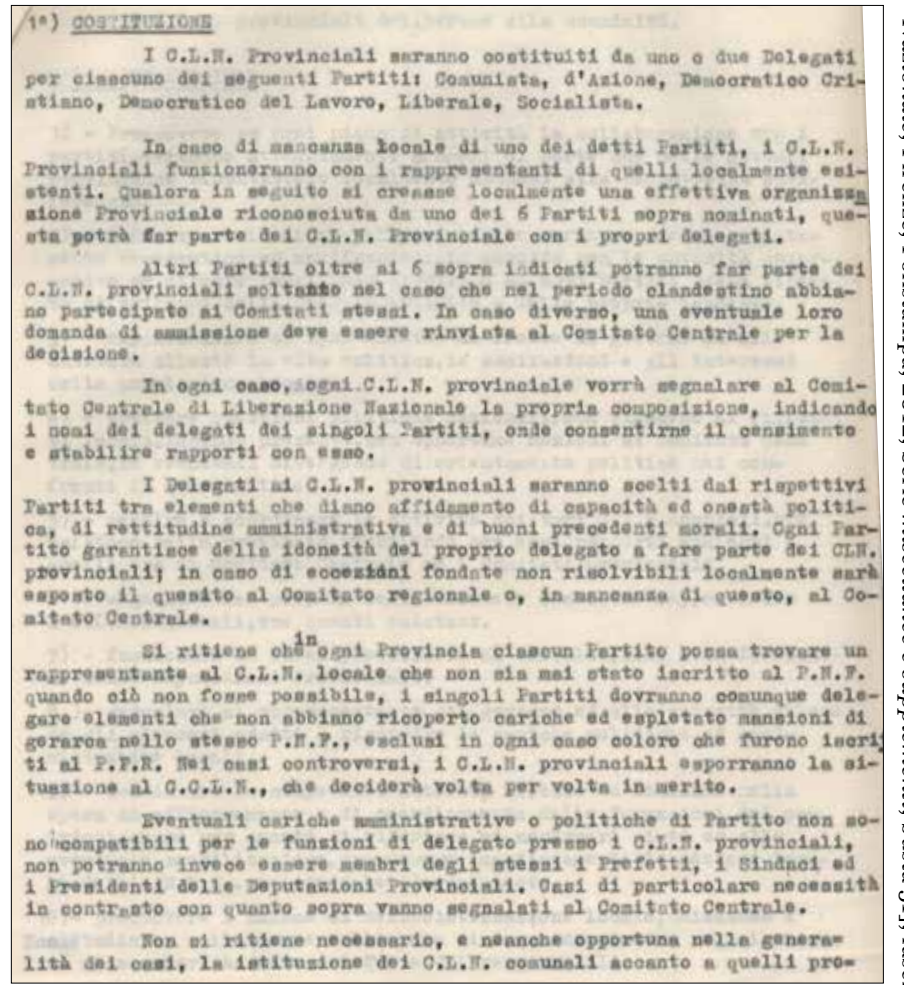 1°) COSTITUZIONE
I C.L.N. Provinciali saranno costituiti da uno o due Delegati
per ciascuno dei seguenti Partiti: Comunista, d'Azione, Democratico Cri-
stiano, Democratico del Lavoro, Liberale, Socialista.
In caso di mancanza locale di uno dei detti Partiti, i C.L.N.
Provinciali funzioneranno con i rappresentanti di quelli localmente esi-
stenti. Qualora in seguito si creasse localmente una effettiva organizza
zione Provinciale riconosciuta da uno dei 6 Partiti sopra nominati, que-
sta potrà far parte dei C.L.N. Provinciale con i propri delegati.
Altri Partiti oltre ai 6 sopra indicati potranno far parte dei
C.L.N. provinciali soltanto nel caso che nel periodo clandestino abbia-
no partecipato ai Comitati stessi. In caso diverso, una eventuale loro
domanda di ammissione deve essere rinviata al Comitato Centrale per la
decisione.
In ogni caso, ogni C.L.N. provinciale vorrà segnalare al Comi-
tato Centrale di Liberazione Nazionale la propria composizione, indicando
i nomi dei delegati dei singoli Partiti, onde consentirne il censimento
e stabilire rapporti con esso.
I Delegati ai C.L.N. provinciali saranno scelti dai rispettivi
Partiti tra elementi che diano affidamento di capacità ed onestà politi-
ca, di rettitudine amministrativa e di buoni precedenti morali. Ogni Par-
tito garantisce della idoneità del proprio delegato a fare parte dei CLN.
provinciali; in caso di eccezioni fondate non risolvibili localmente sarà
esposto il quesito al Comitato regionale o, in mancanza di questo, al Co-
mitato Centrale.
Si ritiene che in ogni Provincia ciascun Partito possa trovare un
rappresentante al C.L.N. locale che non sia mai stato iscritto al P.N.F.
quando ciò non fosse possibile, i singoli Partiti dovranno comunque dele-
gare elementi che non abbiano ricoperto cariche ed espletato mansioni di
gerarca nello stesso P.N.F., esclusi in ogni caso coloro che furono iscri
ti al P.F.R. Nei casi controversi, i C.L.N. provinciali esporranno la si-
tuazione al C.C.L.N., che deciderà volta per volta in merito.
Eventuali cariche amministrative o politiche di Partito non so-
no compatibili per le funzioni di delegato presso i C.L.N. provinciali,
non potranno invece essere membri degli stessi i Prefetti, i Sindaci ed
i Presidenti delle Deputazioni Provinciali. Casi di particolare necessità
in contrasto con quanto sopra vanno segnalati al Comitato Centrale.
Non si ritiene necessario, e neanche opportuna nella genera=
lità dei casi, la istituzione dei C.L.N. comunali accanto a quelli pro=